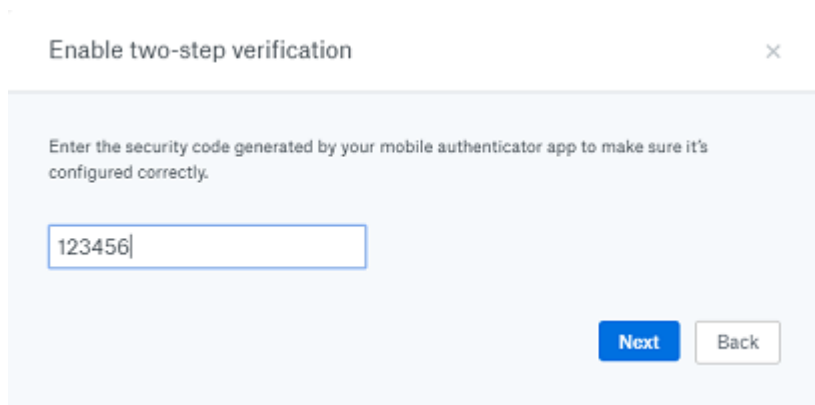 Enable two-step verification
Enter the security code generated by your mobile authenticator app to make sure it's
configured correctly.
123456
Next Back